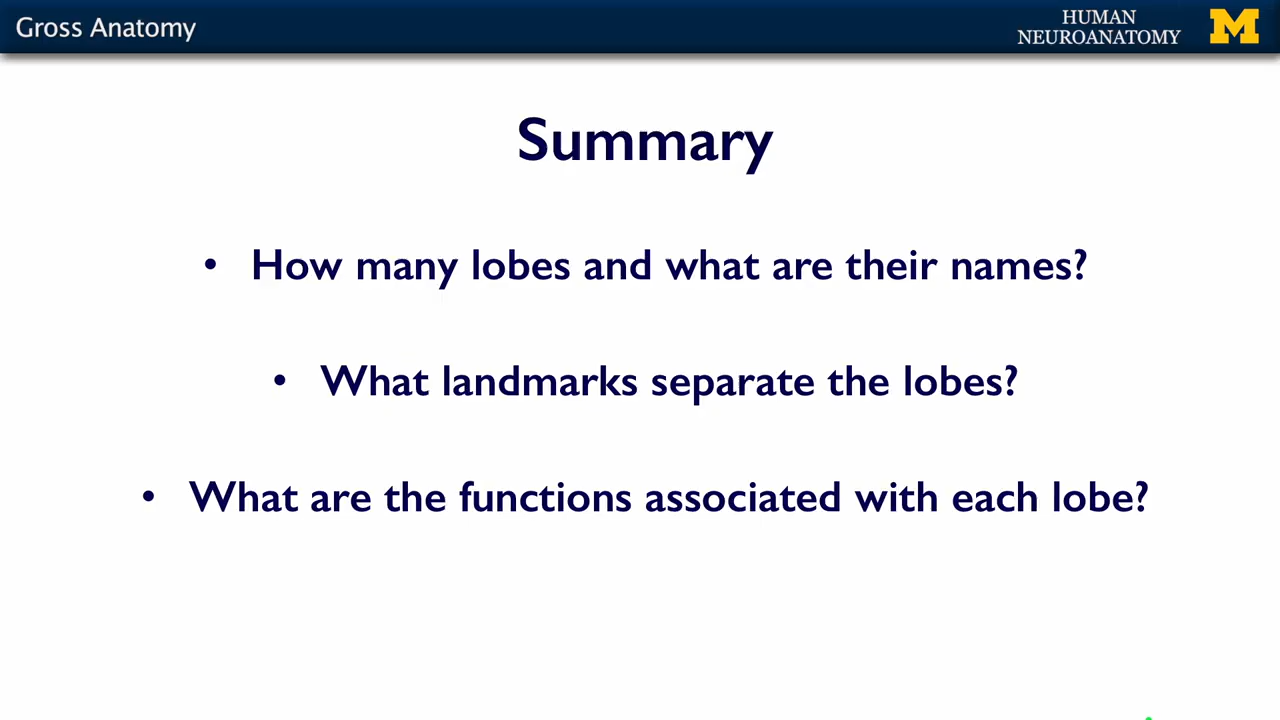 Gross Anatomy
HUMAN
NEUROANATOMY
M
Summary
• How many lobes and what are their names?
• What landmarks separate the lobes?
• What are the functions associated with each lobe?